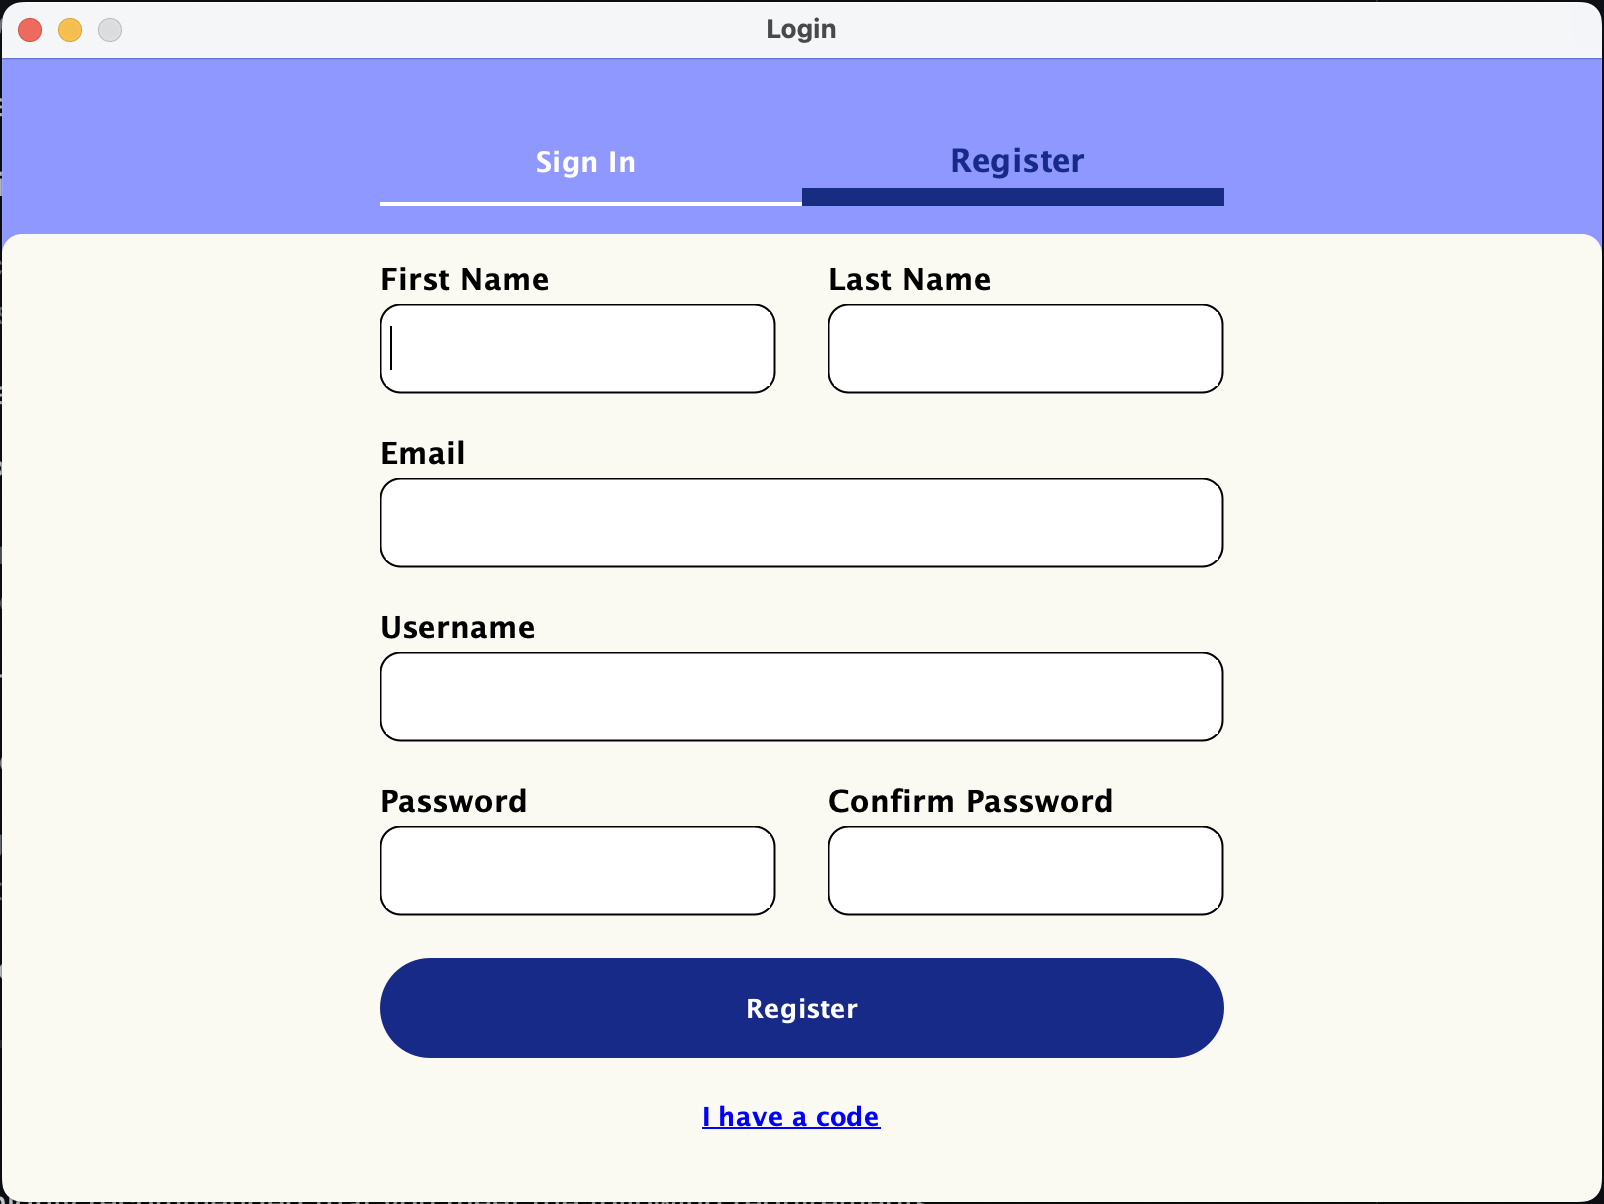 Login
Sign In
Register
First Name
Last Name
Email
Username
Password
Confirm Password
Register
I have a code